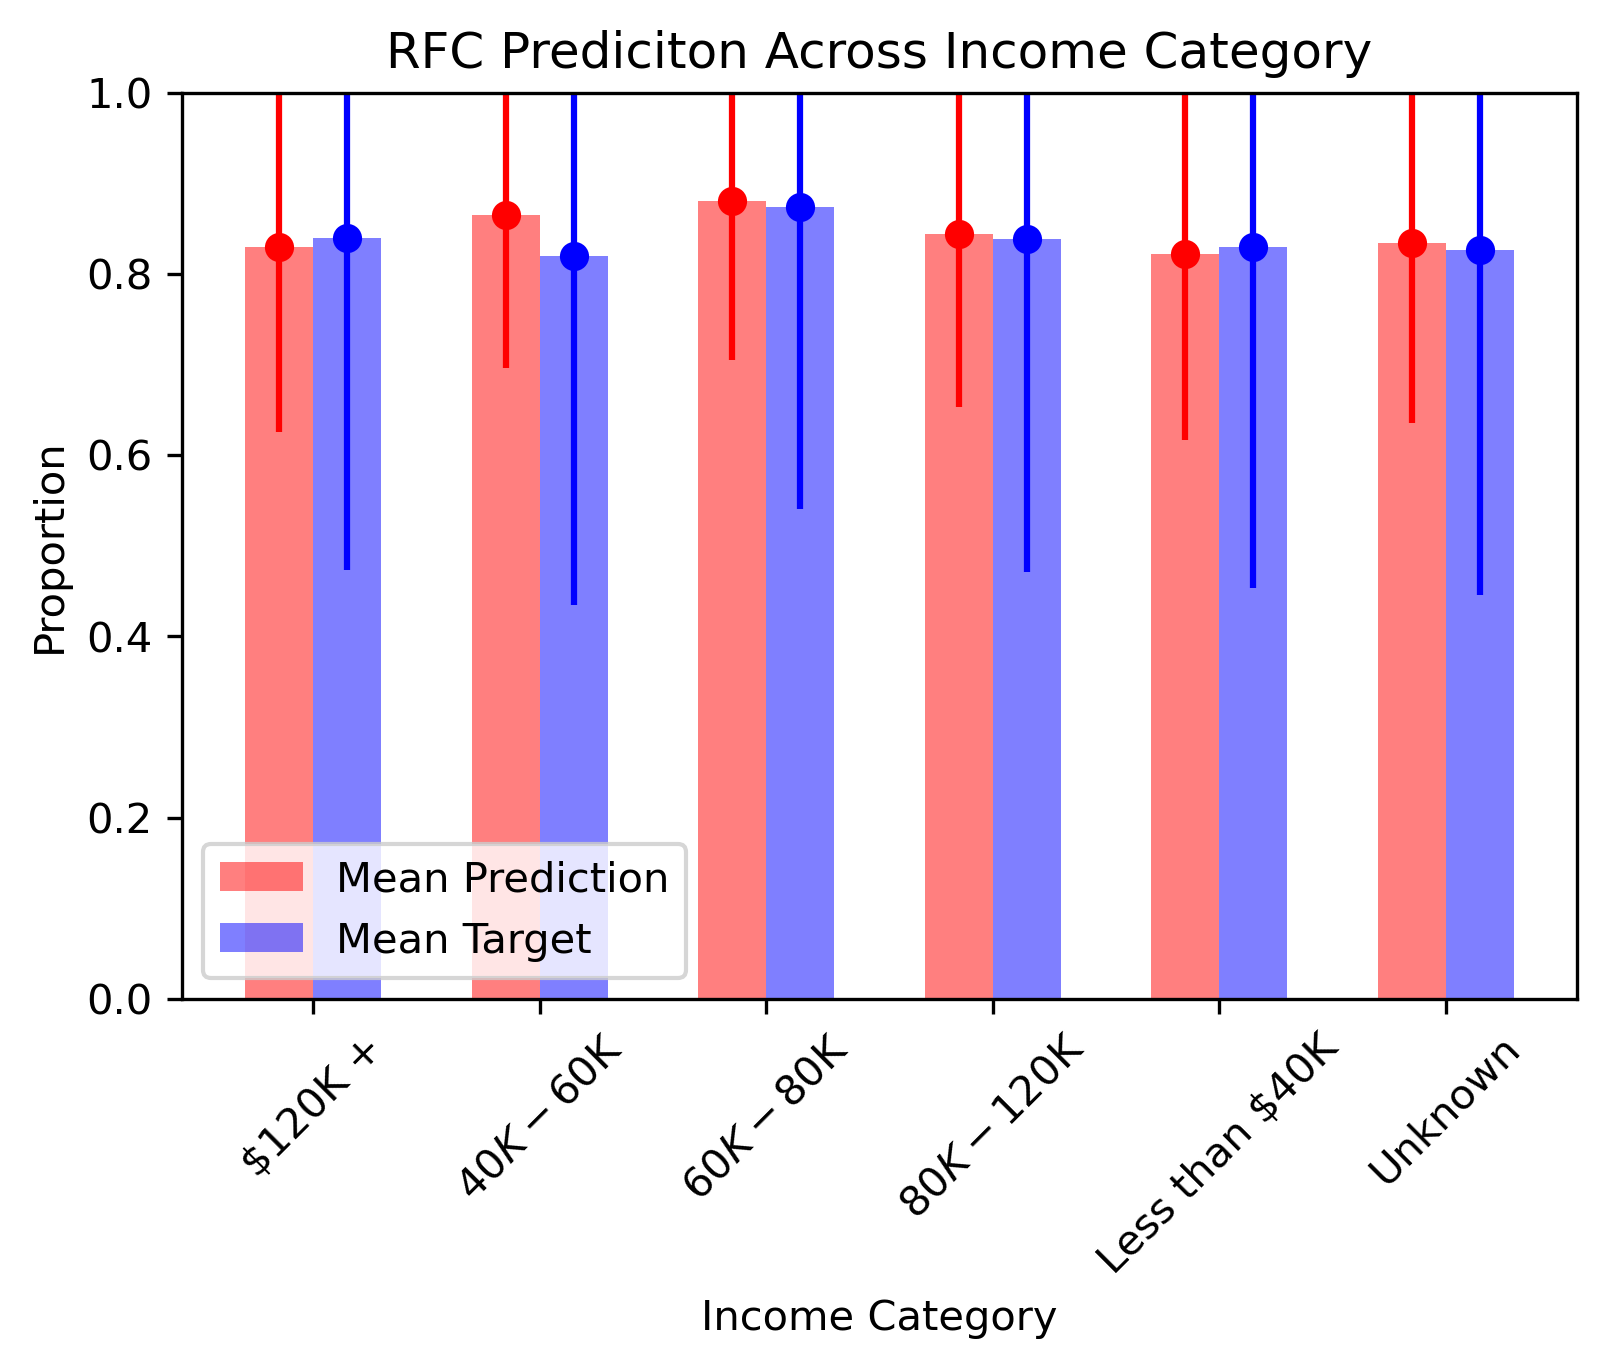 RFC Prediciton Across Income Category
1.0
0.8
0.6
0.4
0.2
0.0
Proportion
Mean Prediction
Mean Target
$120K +
40K − 60K
60K − 80K
80K − 120K
Less than $40K
Unknown
Income Category